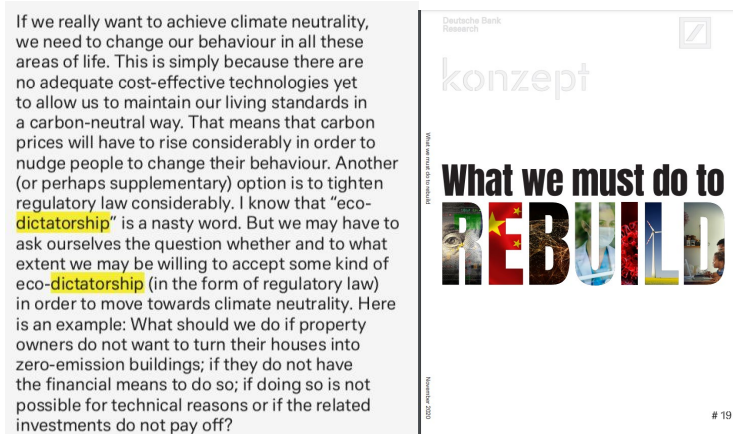 If we really want to achieve climate neutrality,
we need to change our behaviour in all these
areas of life. This is simply because there are
no adequate cost-effective technologies yet
to allow us to maintain our living standards in
a carbon-neutral way. That means that carbon
prices will have to rise considerably in order to
nudge people to change their behaviour. Another
(or perhaps supplementary) option is to tighten
regulatory law considerably. I know that “eco-
dictatorship” is a nasty word. But we may have to
ask ourselves the question whether and to what
extent we may be willing to accept some kind of
eco-dictatorship (in the form of regulatory law)
in order to move towards climate neutrality. Here
is an example: What should we do if property
owners do not want to turn their houses into
zero-emission buildings; if they do not have
the financial means to do so; if doing so is not
possible for technical reasons or if the related
investments do not pay off?
Deutsche Bank
Research
konzept
What we must do to rebuild
What we must do to
REBUILD
November 2020
# 19